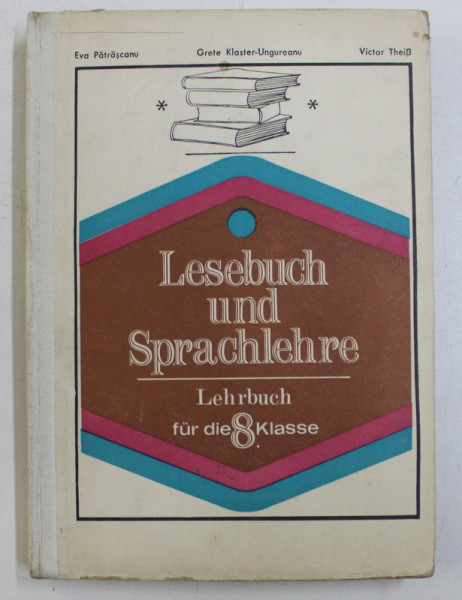 Eva Pătrășcanu Grete Klaster-Ungureanu Victor Theiß
Lesebuch
und
Sprachlehre
Lehrbuch
für die 8. Klasse